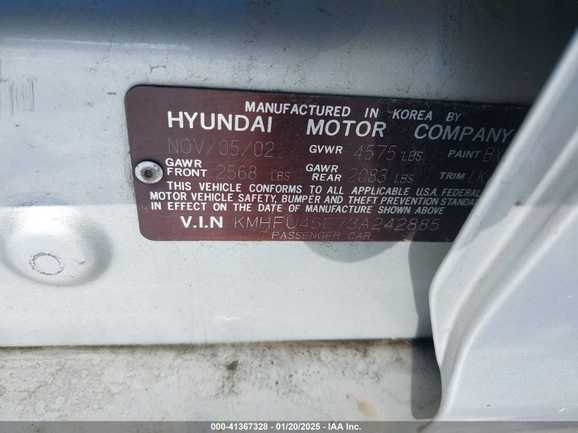 MANUFACTURED IN KOREA BY
HYUNDAI MOTOR COMPANY
NOV/05/02 GVWR 4575 LBS PAINT
GAWR FRONT 2568 LBS GAWR REAR 2083 LBS TRIM
THIS VEHICLE CONFORMS TO ALL APPLICABLE U.S.A. FEDERAL
MOTOR VEHICLE SAFETY, BUMPER AND THEFT PREVENTION
IN EFFECT ON THE DATE OF MANUFACTURE SHOWN ABOVE
V.I.N 3A242885
PASSENGER CAR
000-41367328 — 01/20/2025 — IAA Inc.